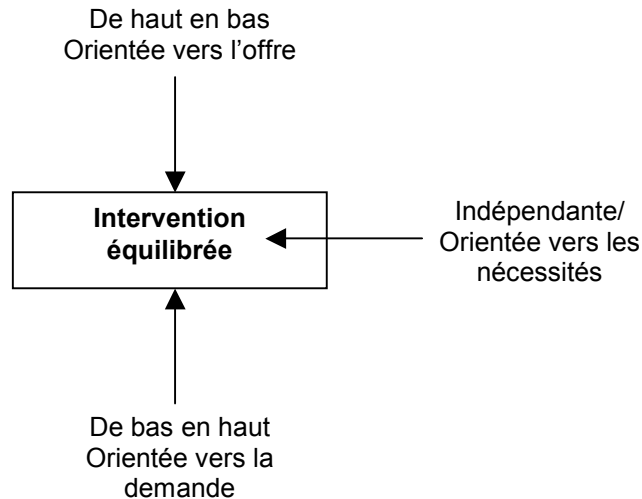 De haut en bas
Orientée vers l'offre
Intervention
équilibrée
Indépendante/
Orientée vers les
nécessités
De bas en haut
Orientée vers la
demande